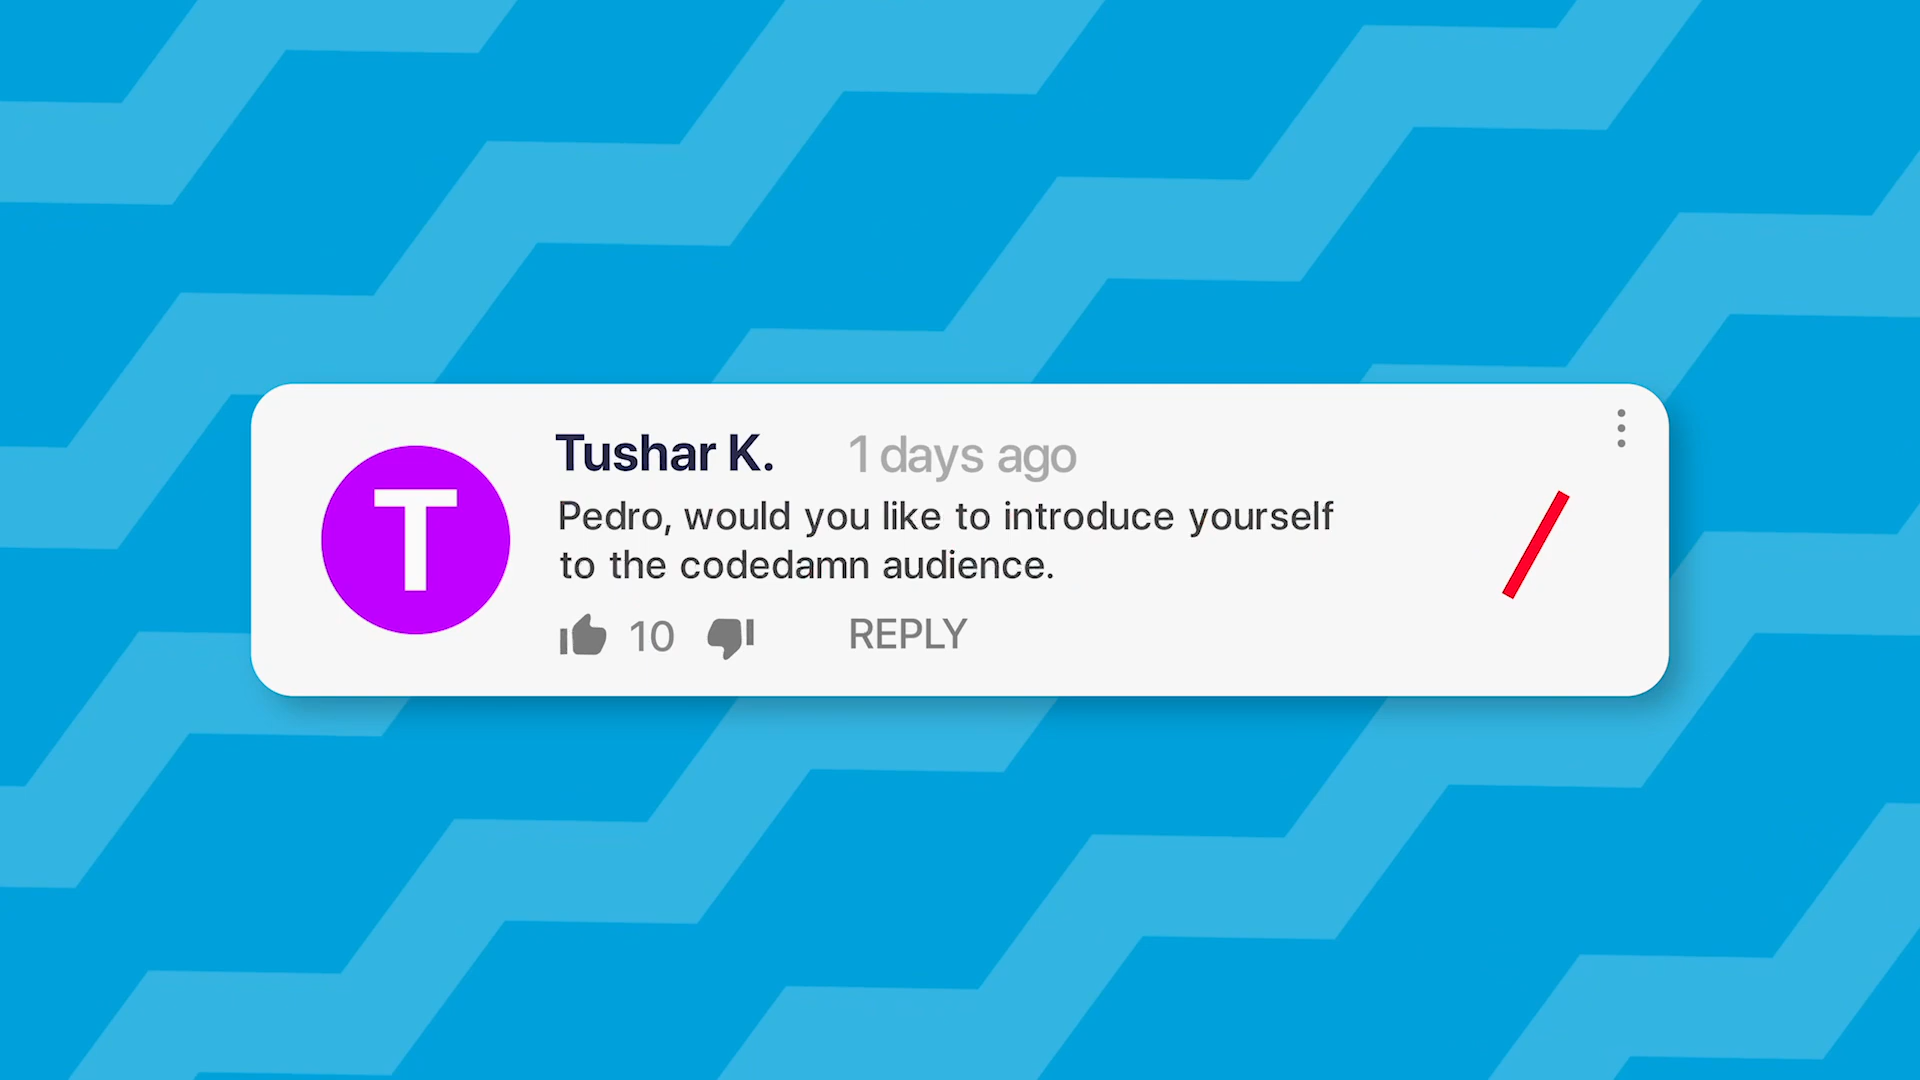 T
Tushar K. 1 days ago
Pedro, would you like to introduce yourself
to the codedamn audience.
10 REPLY